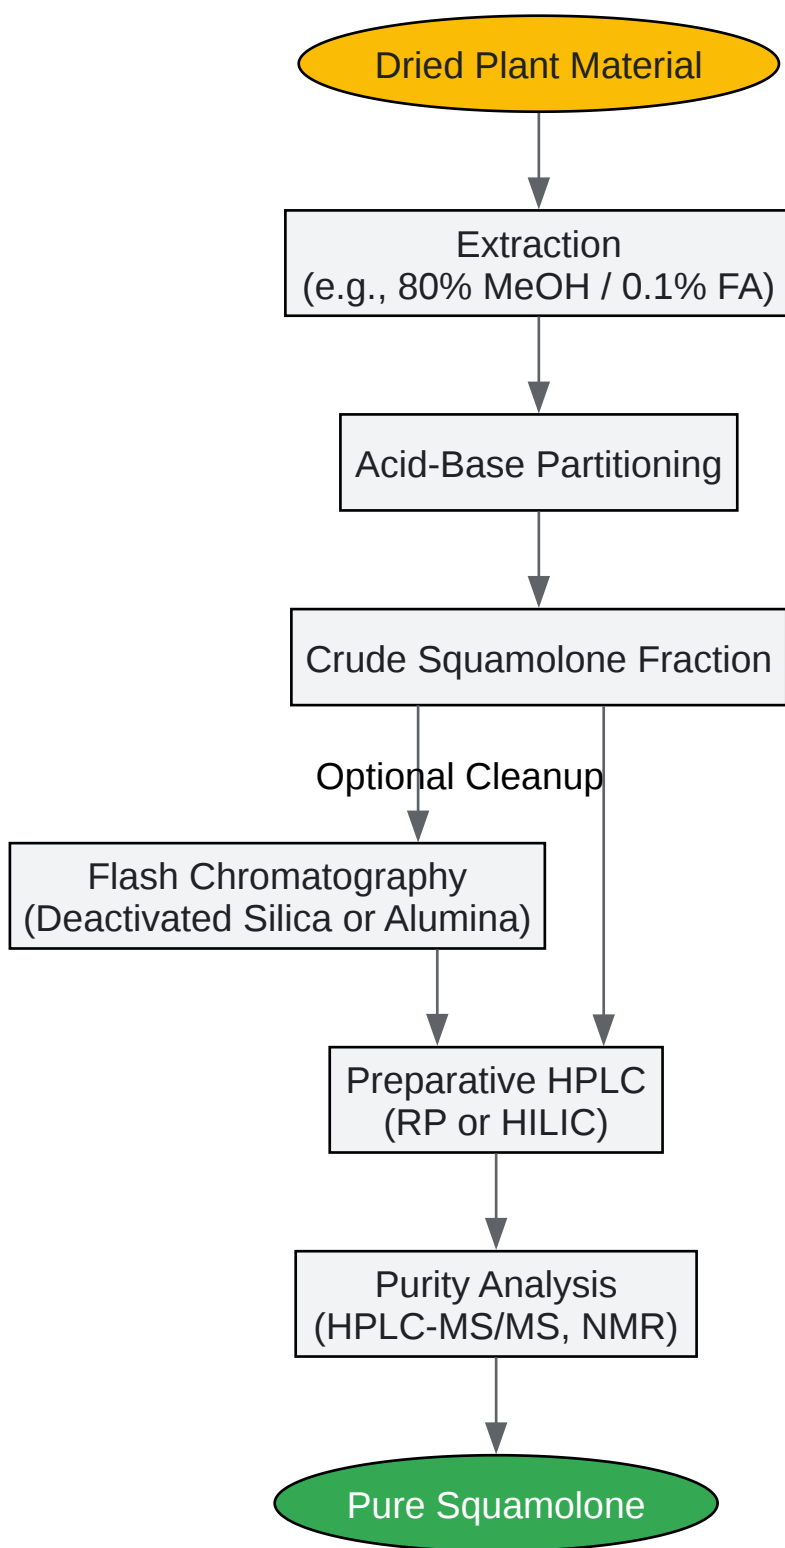 Dried Plant Material
Extraction
(e.g., 80% MeOH / 0.1% FA)
Acid-Base Partitioning
Crude Squamolone Fraction
Optional Cleanup
Flash Chromatography
(Deactivated Silica or Alumina)
Preparative HPLC
(RP or HILIC)
Purity Analysis
(HPLC-MS/MS, NMR)
Pure Squamolone